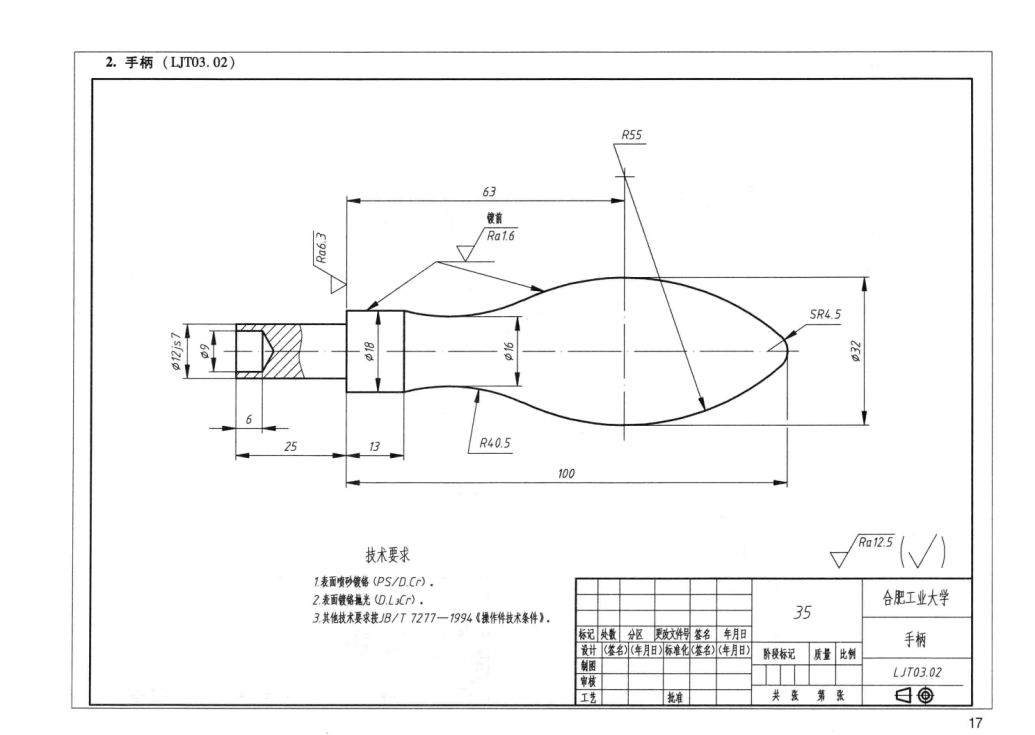 2. 手柄（LJT03. 02）
R55
63
镀前
Ra1.6
Ra6.3
SR4.5
φ12js7
φ9
φ18
φ16
φ32
6
25
13
R40.5
100
技术要求
1.表面喷砂镀铬（PS/D.Cr）。
2.表面镀铬抛光（D.L₃Cr）。
3.其他技术要求按JB/T 7277—1994《操作件技术条件》。
Ra12.5 (√)
35
合肥工业大学
标记 处数 分区 更改文件号 签名 年月日
手柄
设计 (签名) (年月日) 标准化 (签名) (年月日) 阶段标记 质量 比例
制图
LJT03.02
审核
工艺 批准 共 张 第 张
17